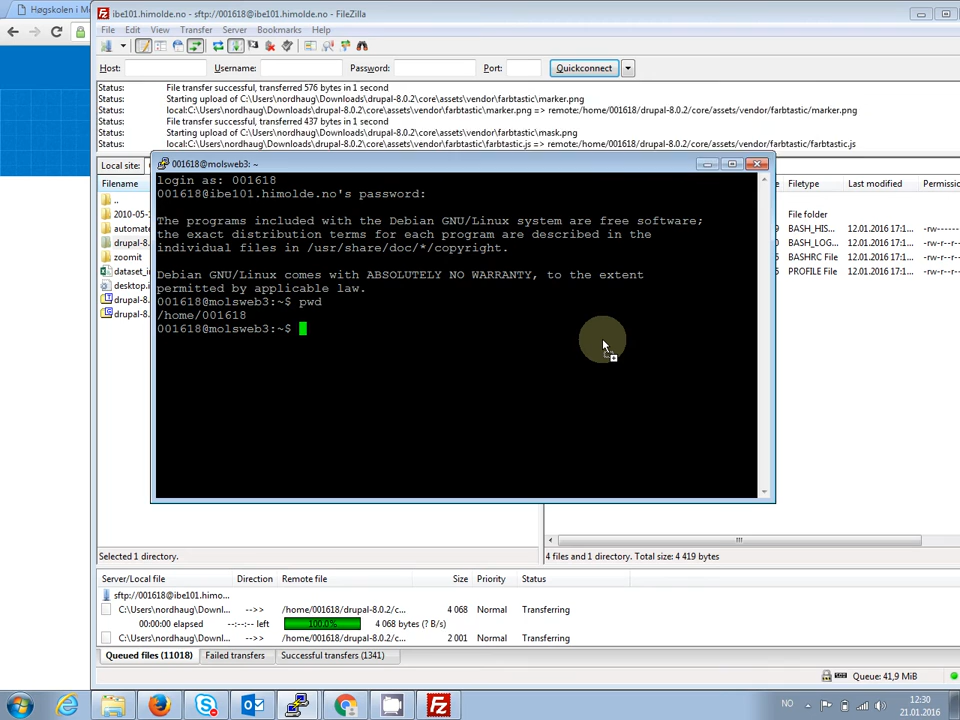 Høgskolen i M
ibe101.himolde.no - sftp://001618@ibe101.himolde.no - FileZilla
File Edit View Transfer Server Bookmarks Help
Host: Username: Password: Port: Quickconnect
Status: File transfer successful, transferred 576 bytes in 1 second
Status: Starting upload of C:\Users\nordhaug\Downloads\drupal-8.0.2\core\assets\vendor\farbtastic\marker.png
Status: local:C:\Users\nordhaug\Downloads\drupal-8.0.2\core\assets\vendor\farbtastic\marker.png => remote:/home/001618/drupal-8.0.2/core/assets/vendor/farbtastic/marker.png
Status: File transfer successful, transferred 437 bytes in 1 second
Status: Starting upload of C:\Users\nordhaug\Downloads\drupal-8.0.2\core\assets\vendor\farbtastic\mask.png
Status: local:C:\Users\nordhaug\Downloads\drupal-8.0.2\core\assets\vendor\farbtastic\farbtastic.js => remote:/home/001618/drupal-8.0.2/core/assets/vendor/farbtastic/farbtastic.js
Local site:
Filename
..
2010-05-1
automate
drupal-8.
zoomit
dataset_i
desktop.i
drupal-8.
drupal-8.
001618@molsweb3: ~
login as: 001618
001618@ibe101.himolde.no's password:
The programs included with the Debian GNU/Linux system are free software;
the exact distribution terms for each program are described in the
individual files in /usr/share/doc/*/copyright.
Debian GNU/Linux comes with ABSOLUTELY NO WARRANTY, to the extent
permitted by applicable law.
001618@molsweb3:~$ pwd
/home/001618
001618@molsweb3:~$
Filetype Last modified Permissi
File folder
9 BASH_HIS... 12.01.2016 17:1... -rw-------
BASH_LOG... 12.01.2016 17:1... -rw-r--r--
BASHRC File 12.01.2016 17:1... -rw-r--r--
PROFILE File 12.01.2016 17:1... -rw-r--r--
Selected 1 directory.
4 files and 1 directory. Total size: 4 419 bytes
Server/Local file Direction Remote file Size Priority Status
sftp://001618@ibe101.himo...
C:\Users\nordhaug\Downl... -->> /home/001618/drupal-8.0.2/c... 4 068 Normal Transferring
00:00:00 elapsed --:--:-- left 100.0% 4 068 bytes (? B/s)
C:\Users\nordhaug\Downl... -->> /home/001618/drupal-8.0.2/c... 2 001 Normal Transferring
Queued files (11018) Failed transfers Successful transfers (1341)
Queue: 41,9 MiB
NO
12:30
21.01.2016